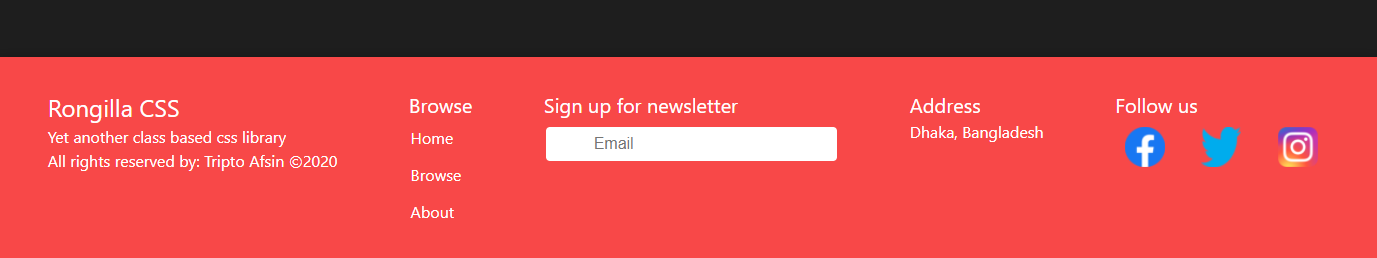 Rongilla CSS
Yet another class based css library
All rights reserved by: Tripto Afsin ©2020
Browse
Home
Browse
About
Sign up for newsletter
Email
Address
Dhaka, Bangladesh
Follow us